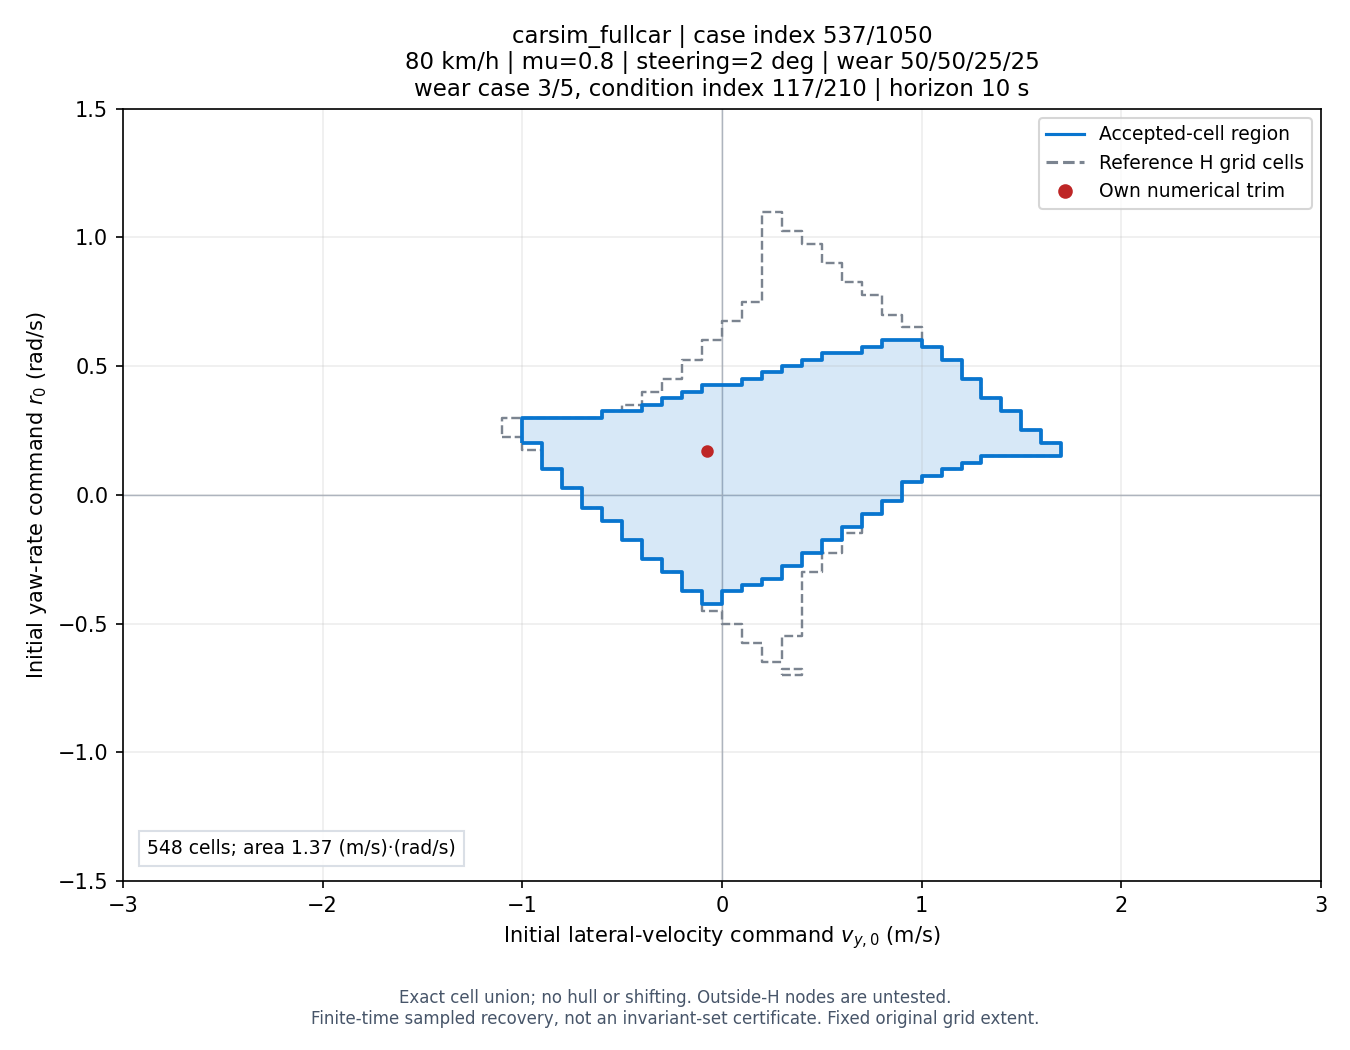 carsim_fullcar | case index 537/1050
80 km/h | mu=0.8 | steering=2 deg | wear 50/50/25/25
wear case 3/5, condition index 117/210 | horizon 10 s
Accepted-cell region
Reference H grid cells
Own numerical trim
1.5
1.0
0.5
0.0
−0.5
−1.0
−1.5
Initial yaw-rate command r0 (rad/s)
548 cells; area 1.37 (m/s)·(rad/s)
−3
−2
−1
0
1
2
3
Initial lateral-velocity command vy,0 (m/s)
Exact cell union; no hull or shifting. Outside-H nodes are untested.
Finite-time sampled recovery, not an invariant-set certificate. Fixed original grid extent.